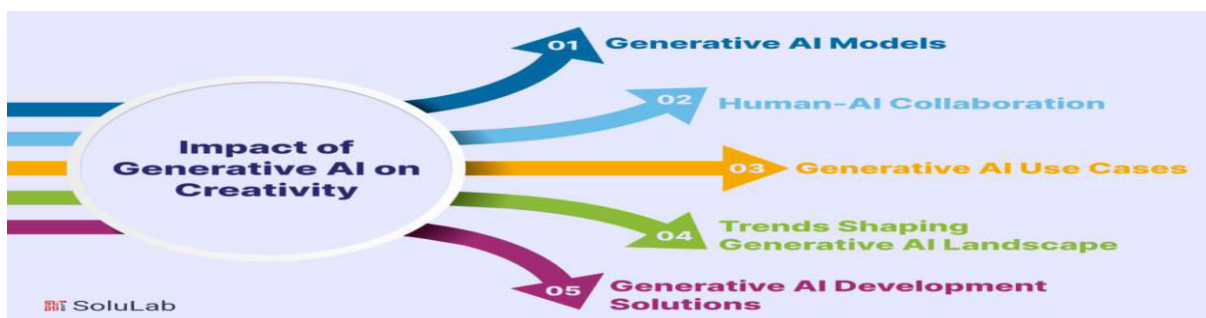 01 Generative AI Models
02 Human-AI Collaboration
Impact of
Generative AI on
Creativity
03 Generative AI Use Cases
04 Trends Shaping
Generative AI Landscape
05 Generative AI Development
Solutions
SoluLab